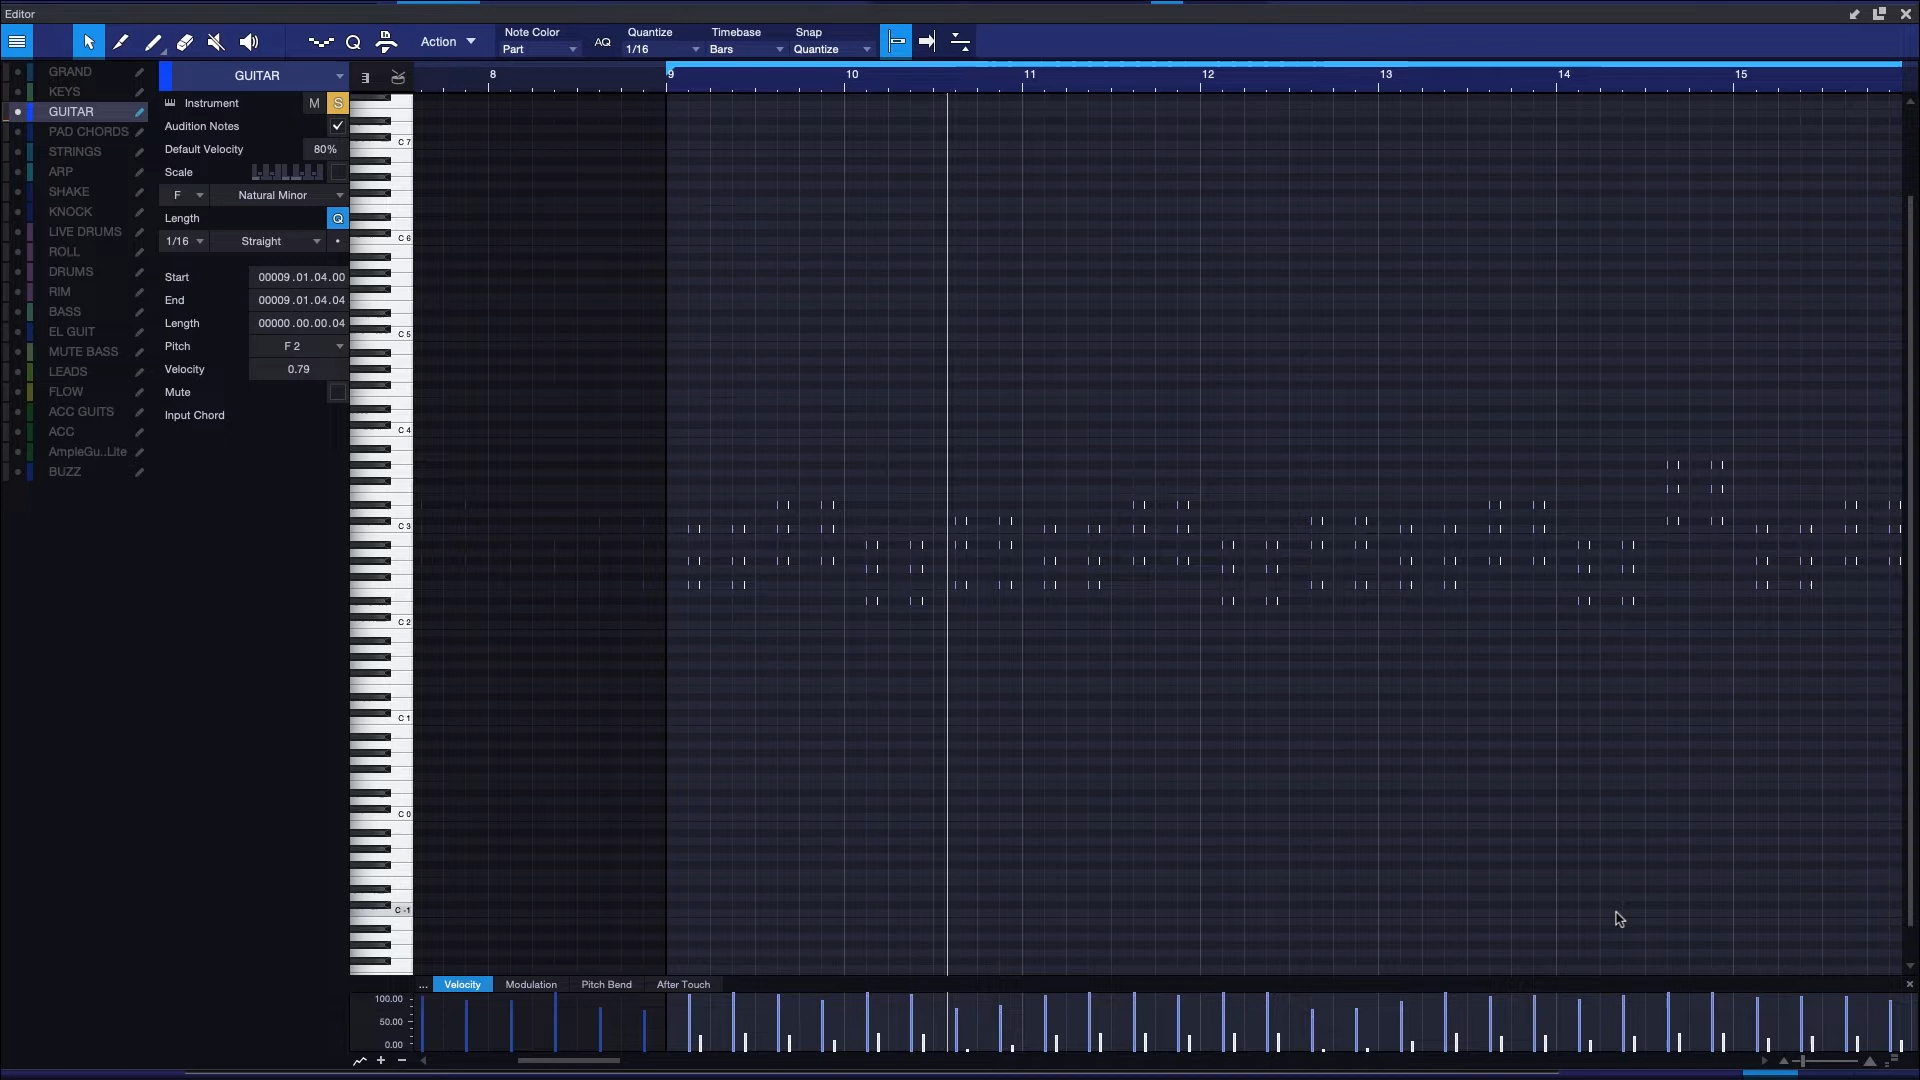 Editor
Action
Note Color
Part
AQ
Quantize
1/16
Timebase
Bars
Snap
Quantize
GRAND
KEYS
GUITAR
PAD CHORDS
STRINGS
ARP
SHAKE
KNOCK
LIVE DRUMS
ROLL
DRUMS
RIM
BASS
EL GUIT
MUTE BASS
LEADS
FLOW
ACC GUITS
ACC
AmpleGu..Lite
BUZZ
GUITAR
Instrument M S
Audition Notes
Default Velocity 80%
Scale
F Natural Minor
Length Q
1/16 Straight
Start 00009.01.04.00
End 00009.01.04.04
Length 00000.00.00.04
Pitch F 2
Velocity 0.79
Mute
Input Chord
8 9 10 11 12 13 14 15
C 7
C 6
C 5
C 4
C 3
C 2
C 1
C 0
C -1
... Velocity Modulation Pitch Bend After Touch
100.00
50.00
0.00